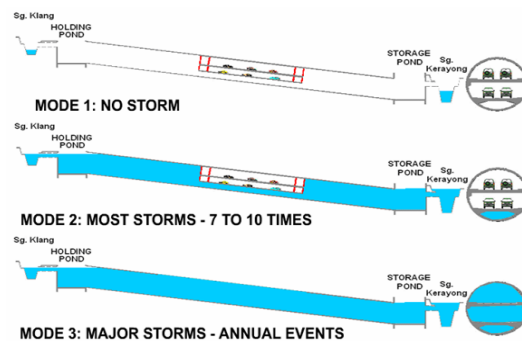 Sg. Klang
HOLDING
POND
STORAGE
POND
Sg.
Kerayong
MODE 1: NO STORM
Sg. Klang
HOLDING
POND
STORAGE
POND
Sg.
Kerayong
MODE 2: MOST STORMS - 7 TO 10 TIMES
Sg. Klang
HOLDING
POND
STORAGE
POND
Sg.
Kerayong
MODE 3: MAJOR STORMS - ANNUAL EVENTS